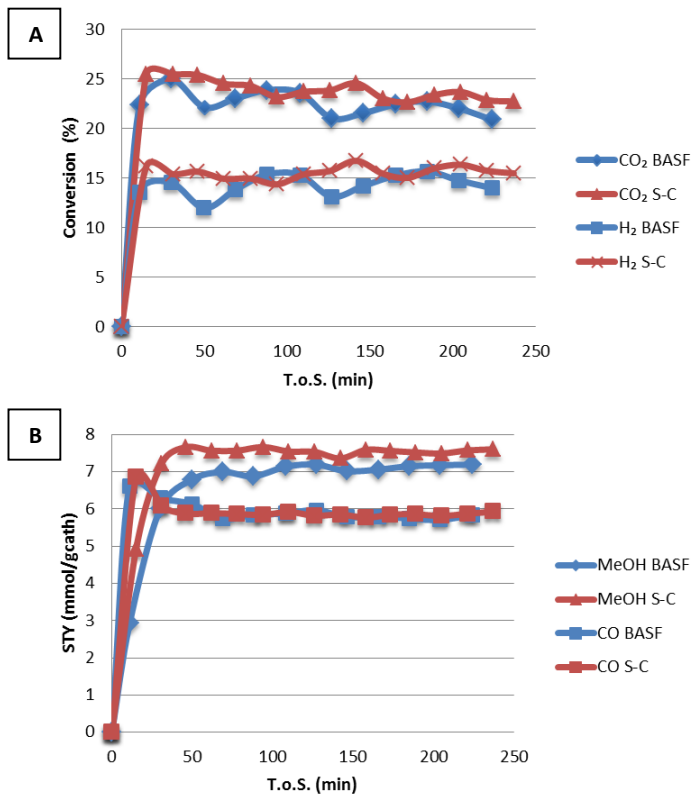 A
30
25
20
15
10
5
0
Conversion (%)
0 50 100 150 200 250
T.o.S. (min)
CO₂ BASF
CO₂ S-C
H₂ BASF
H₂ S-C
B
8
7
6
5
4
3
2
1
0
STY (mmol/gcath)
0 50 100 150 200 250
T.o.S. (min)
MeOH BASF
MeOH S-C
CO BASF
CO S-C